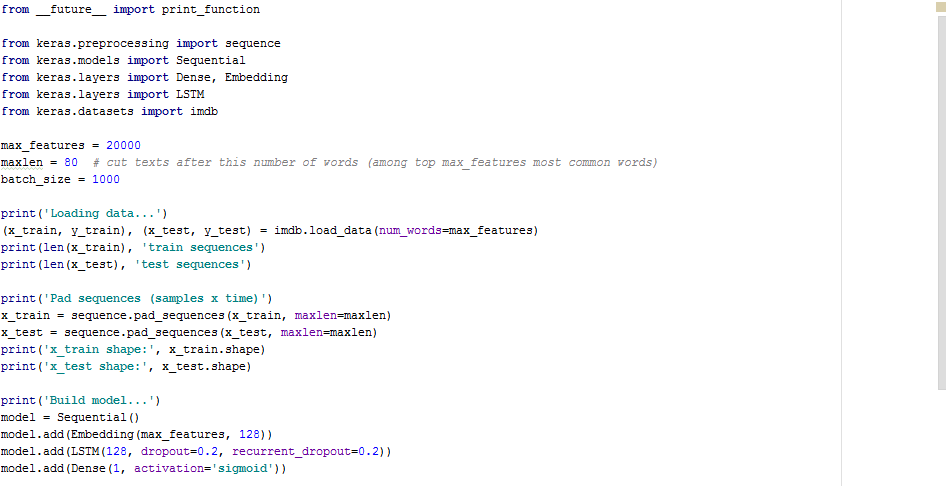 from __future__ import print_function
from keras.preprocessing import sequence
from keras.models import Sequential
from keras.layers import Dense, Embedding
from keras.layers import LSTM
from keras.datasets import imdb
max_features = 20000
maxlen = 80  # cut texts after this number of words (among top max_features most common words)
batch_size = 1000
print('Loading data...')
(x_train, y_train), (x_test, y_test) = imdb.load_data(num_words=max_features)
print(len(x_train), 'train sequences')
print(len(x_test), 'test sequences')
print('Pad sequences (samples x time)')
x_train = sequence.pad_sequences(x_train, maxlen=maxlen)
x_test = sequence.pad_sequences(x_test, maxlen=maxlen)
print('x_train shape:', x_train.shape)
print('x_test shape:', x_test.shape)
print('Build model...')
model = Sequential()
model.add(Embedding(max_features, 128))
model.add(LSTM(128, dropout=0.2, recurrent_dropout=0.2))
model.add(Dense(1, activation='sigmoid'))